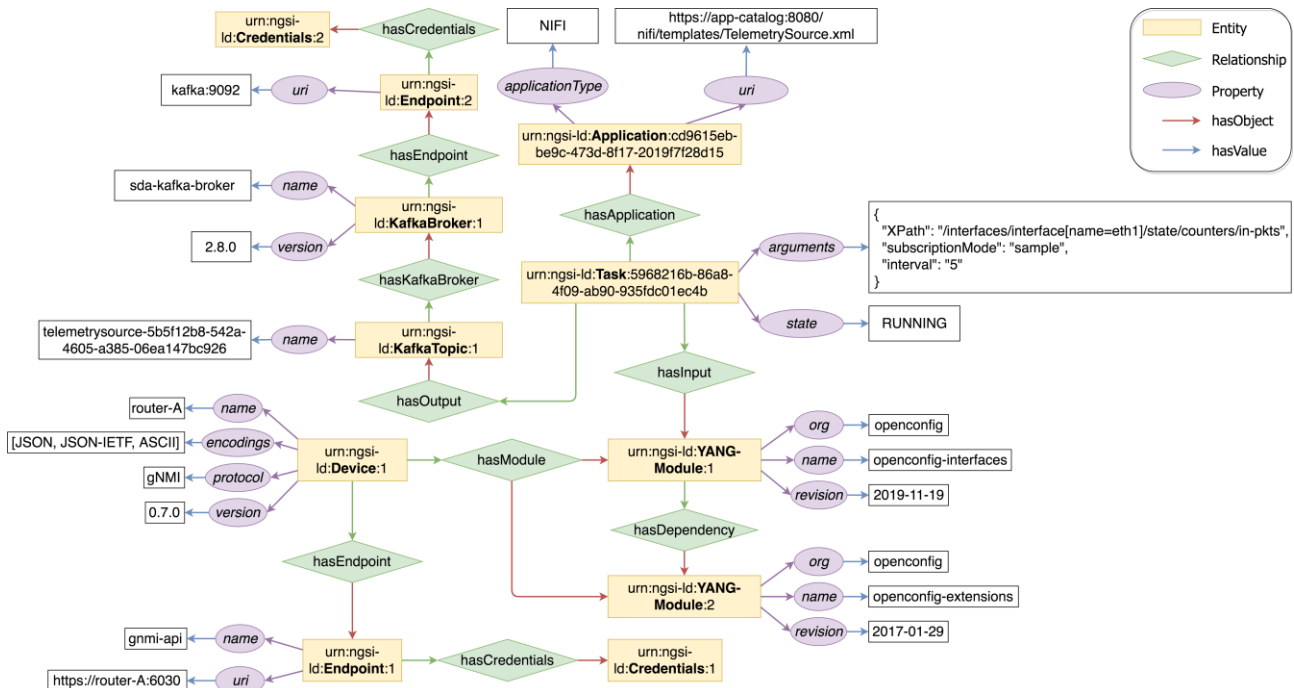 urn:ngsi-
ld:Credentials:2
hasCredentials
NIFI
https://app-catalog:8080/
nifi/templates/TelemetrySource.xml
Entity
Relationship
Property
hasObject
hasValue
kafka:9092
uri
urn:ngsi-
ld:Endpoint:2
applicationType
uri
urn:ngsi-ld:Application:cd9615eb-
be9c-473d-8f17-2019f7f28d15
hasEndpoint
sda-kafka-broker
name
urn:ngsi-
ld:KafkaBroker:1
2.8.0
version
hasApplication
{
"XPath": "/interfaces/interface[name=eth1]/state/counters/in-pkts",
"subscriptionMode": "sample",
"interval": "5"
}
arguments
hasKafkaBroker
urn:ngsi-ld:Task:5968216b-86a8-
4f09-ab90-935fdc01ec4b
state
RUNNING
telemetrysource-5b5f12b8-542a-
4605-a385-06ea147bc926
name
urn:ngsi-
ld:KafkaTopic:1
hasInput
hasOutput
router-A
name
[JSON, JSON-IETF, ASCII]
encodings
gNMI
protocol
0.7.0
version
urn:ngsi-
ld:Device:1
hasModule
urn:ngsi-ld:YANG-
Module:1
org
openconfig
name
openconfig-interfaces
revision
2019-11-19
hasDependency
hasEndpoint
urn:ngsi-ld:YANG-
Module:2
org
openconfig
name
openconfig-extensions
revision
2017-01-29
gnmi-api
name
https://router-A:6030
uri
urn:ngsi-
ld:Endpoint:1
hasCredentials
urn:ngsi-
ld:Credentials:1